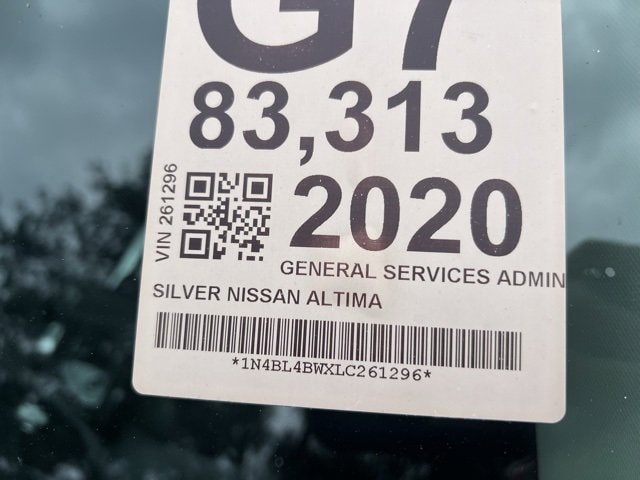 G7
83,313
VIN 261296
2020
GENERAL SERVICES ADMIN
SILVER NISSAN ALTIMA
*1N4BL4BWXLC261296*